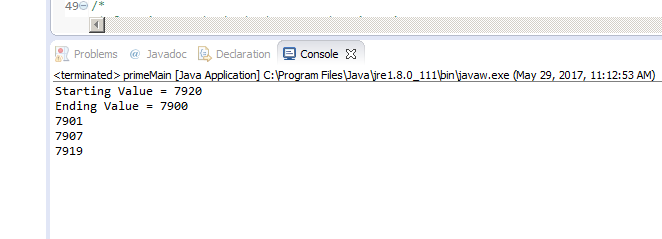 49 /*
Problems @ Javadoc Declaration Console
<terminated> primeMain [Java Application] C:\Program Files\Java\jre1.8.0_111\bin\javaw.exe (May 29, 2017, 11:12:53 AM)
Starting Value = 7920
Ending Value = 7900
7901
7907
7919